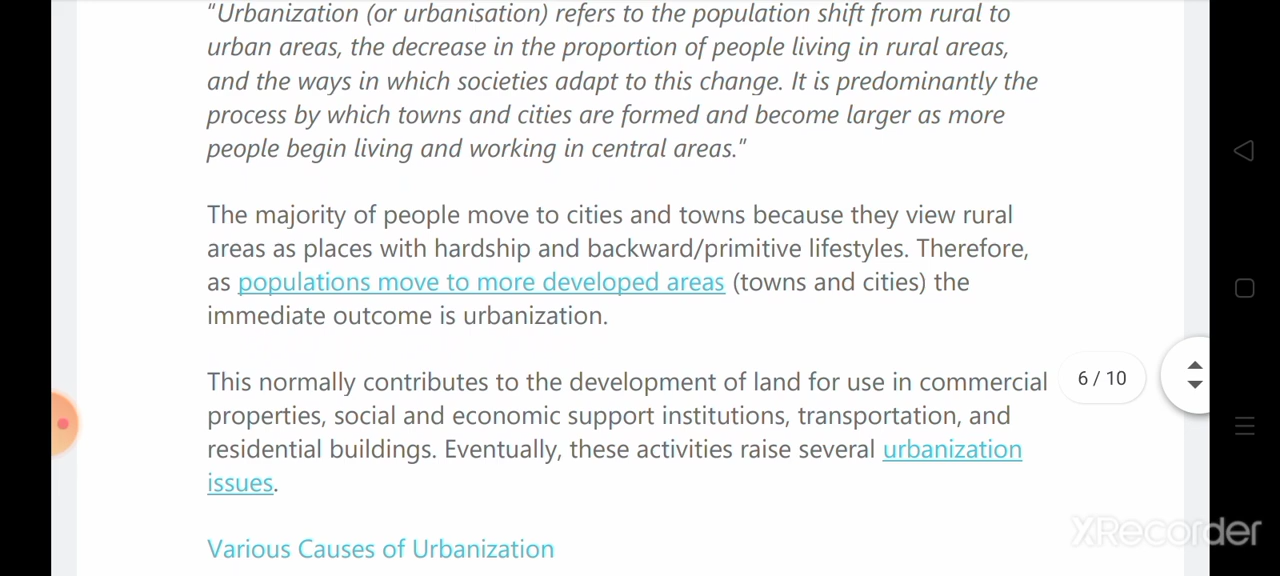 "Urbanization (or urbanisation) refers to the population shift from rural to
urban areas, the decrease in the proportion of people living in rural areas,
and the ways in which societies adapt to this change. It is predominantly the
process by which towns and cities are formed and become larger as more
people begin living and working in central areas."
The majority of people move to cities and towns because they view rural
areas as places with hardship and backward/primitive lifestyles. Therefore,
as populations move to more developed areas (towns and cities) the
immediate outcome is urbanization.
This normally contributes to the development of land for use in commercial
properties, social and economic support institutions, transportation, and
residential buildings. Eventually, these activities raise several urbanization
issues.
Various Causes of Urbanization
6 / 10
XRecorder